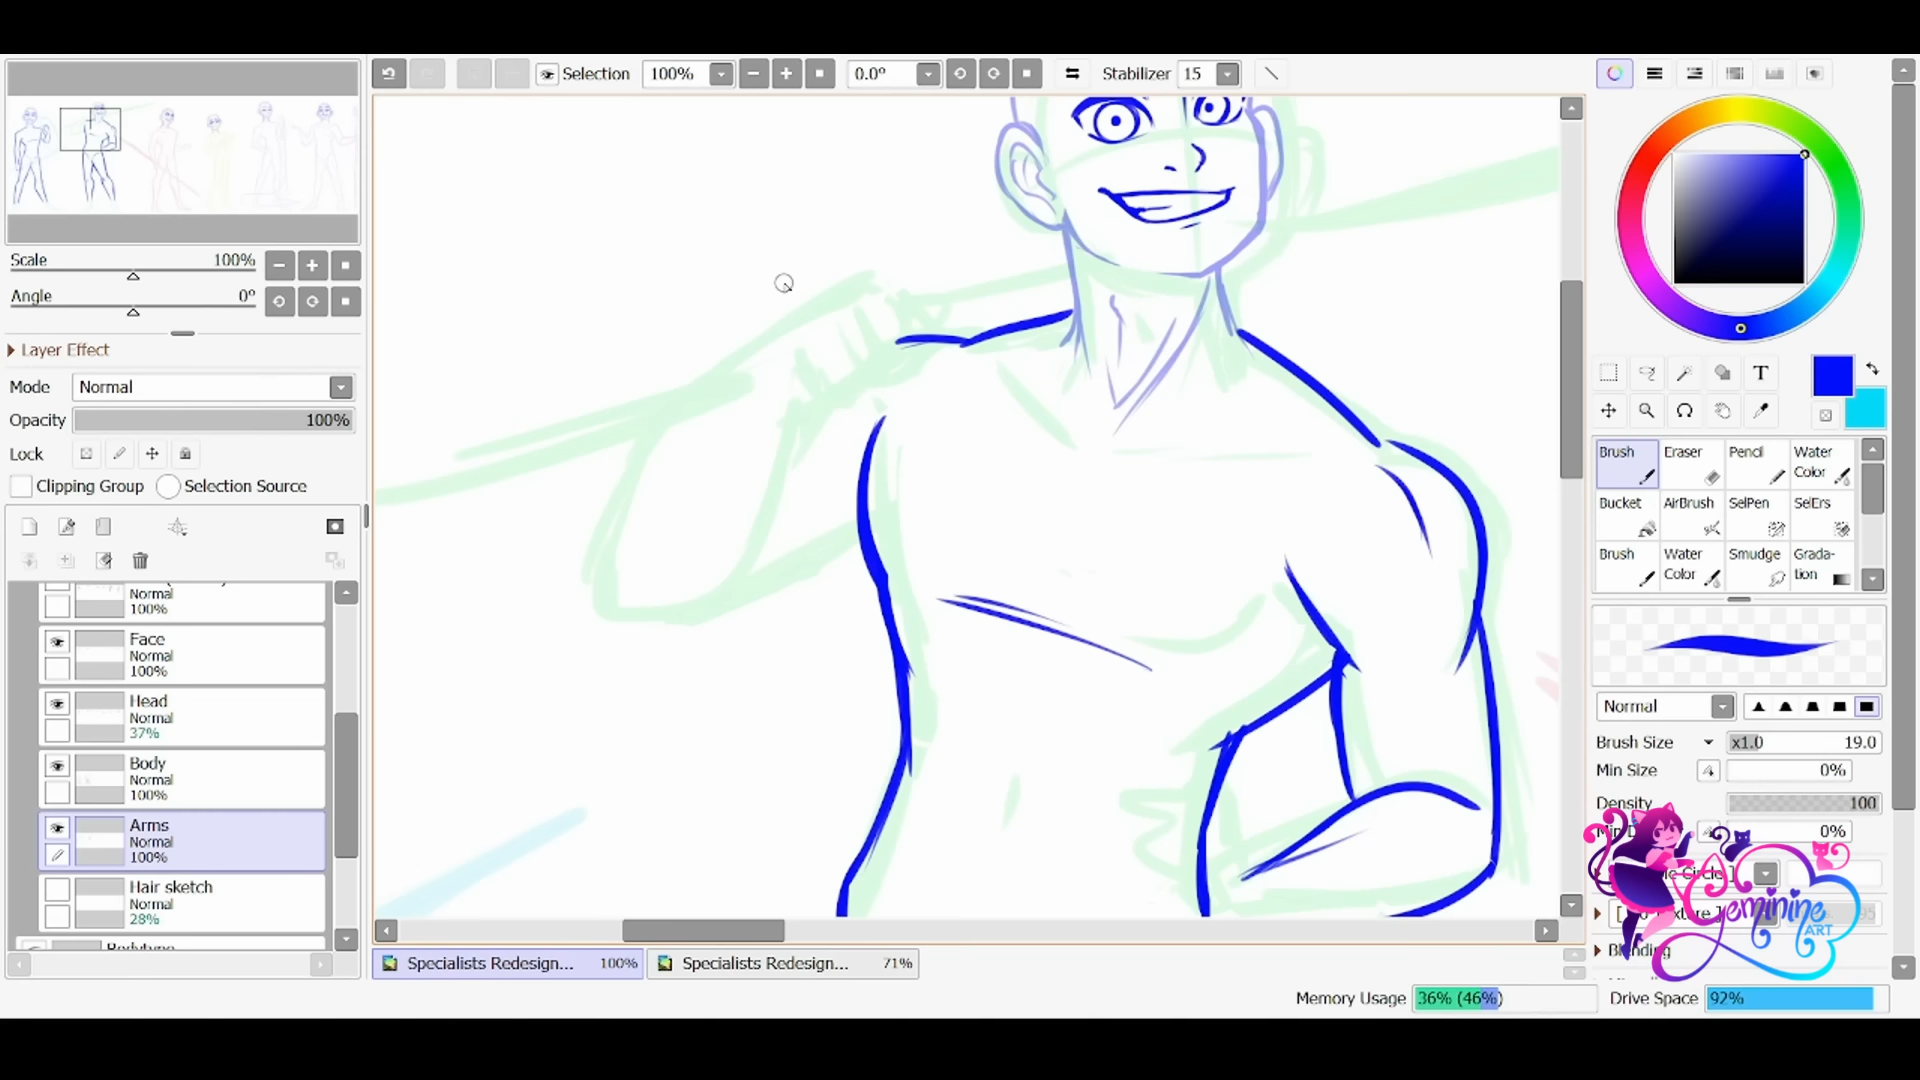 Selection 100% 0.0° Stabilizer 15
Scale 100%
Angle 0°
Layer Effect
Mode Normal
Opacity 100%
Lock
Clipping Group Selection Source
Normal
100%
Face
Normal
100%
Head
Normal
37%
Body
Normal
100%
Arms
Normal
100%
Hair sketch
Normal
28%
Bodytype
Specialists Redesign... 100% Specialists Redesign... 71%
Memory Usage 36% (46%) Drive Space 92%
T
Brush Eraser Pencil Water Color
Bucket AirBrush SelPen SelErs
Brush Water Color Smudge Grada-tion
Normal
Brush Size x1.0 19.0
Min Size 0%
Density 100
0%
Circle ]
95
Blending
Geminine
ART